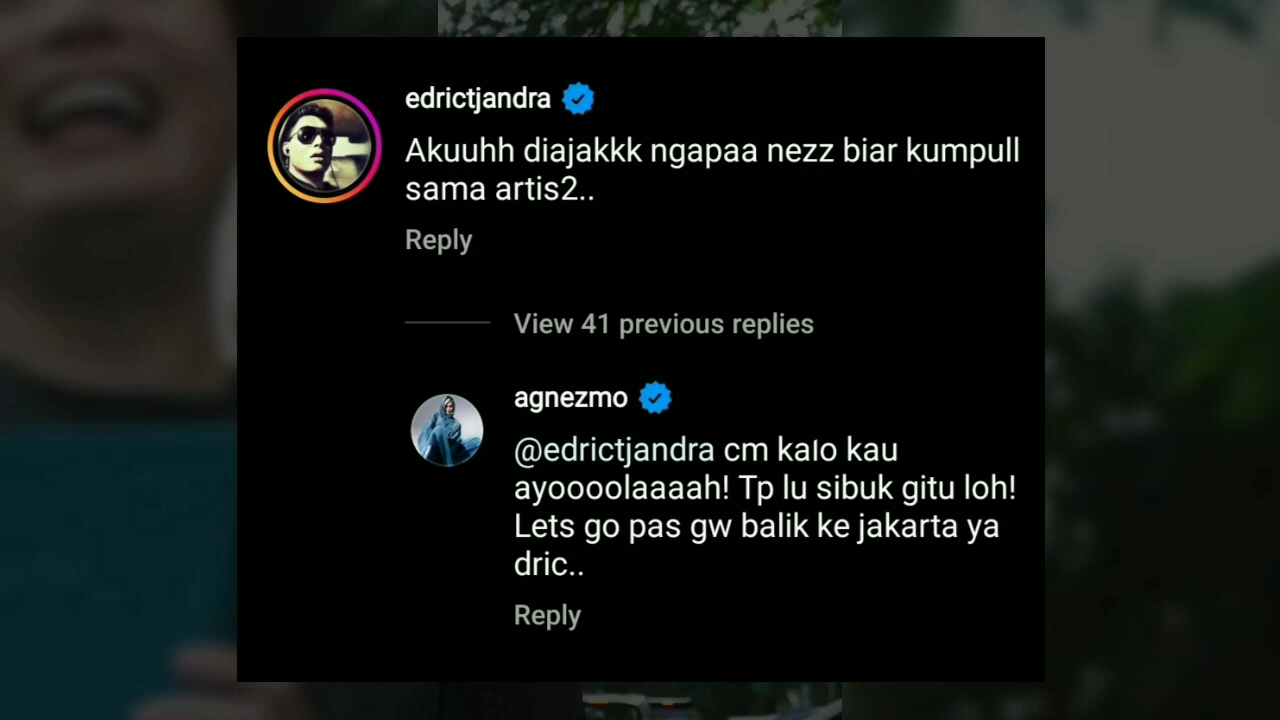 edrictjandra
Akuuhh diajakkk ngapaa nezz biar kumpull
sama artis2..
Reply
View 41 previous replies
agnezmo
@edrictjandra cm kalo kau
ayoooolaaaah! Tp lu sibuk gitu loh!
Lets go pas gw balik ke jakarta ya
dric..
Reply